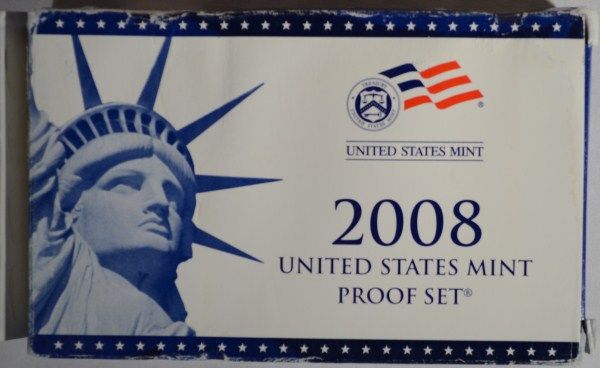 ®
UNITED STATES MINT
2008
UNITED STATES MINT
PROOF SET®